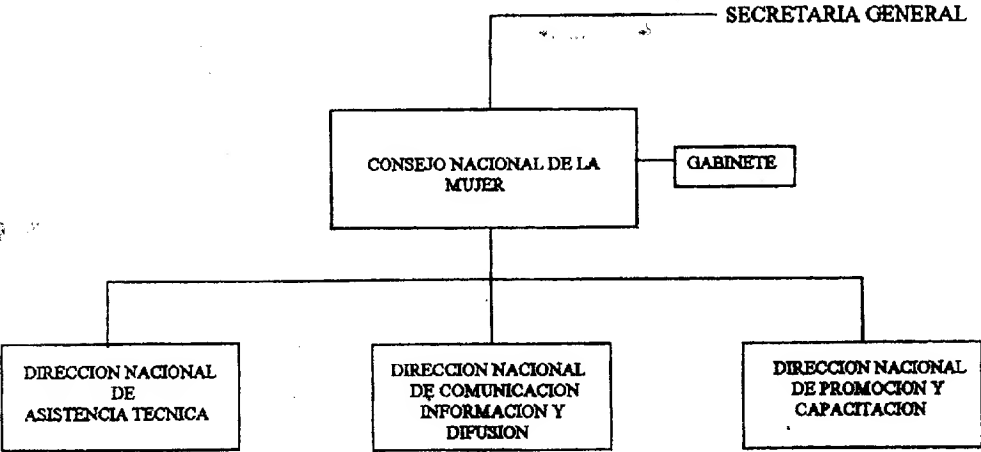 SECRETARIA GENERAL
CONSEJO NACIONAL DE LA
MUJER
GABINETE
DIRECCION NACIONAL
DE
ASISTENCIA TECNICA
DIRECCION NACIONAL
DE COMUNICACION
INFORMACION Y
DIFUSION
DIRECCION NACIONAL
DE PROMOCION Y
CAPACITACION